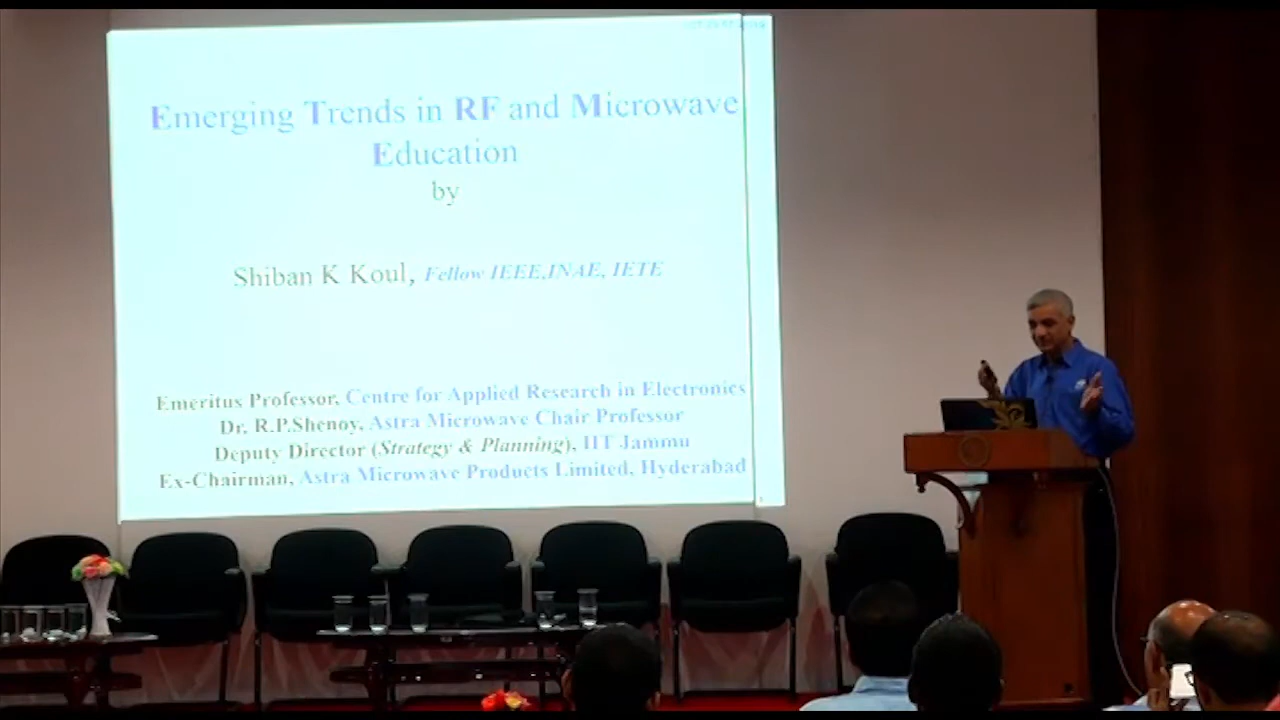 Emerging Trends in RF and Microwave
Education
by
Shiban K Koul, Fellow IEEE,INAE, IETE
Emeritus Professor, Centre for Applied Research in Electronics
Dr. R.P.Shenoy, Astra Microwave Chair Professor
Deputy Director (Strategy & Planning), IIT Jammu
Ex-Chairman, Astra Microwave Products Limited, Hyderabad